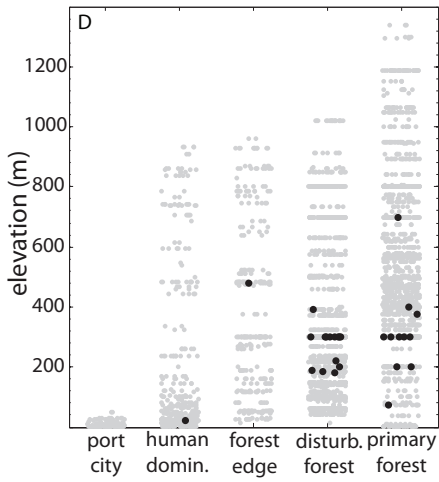 D
1200
1000
800
600
400
200
elevation (m)
port city
human domin.
forest edge
disturb. forest
primary forest